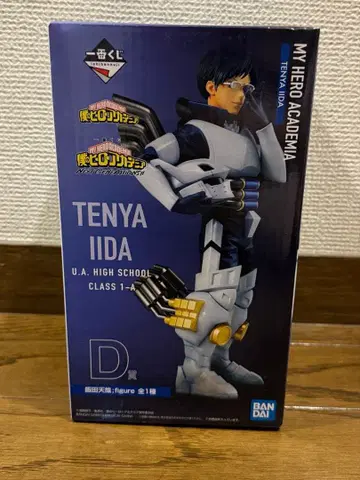 一番くじ
MY HERO ACADEMIA
TENYA IIDA
僕のヒーローアカデミア
僕のヒーローアカデミア
TENYA
IIDA
U.A. HIGH SCHOOL
CLASS 1-A
D賞
飯田天哉;figure 全1種
BAN
DAI